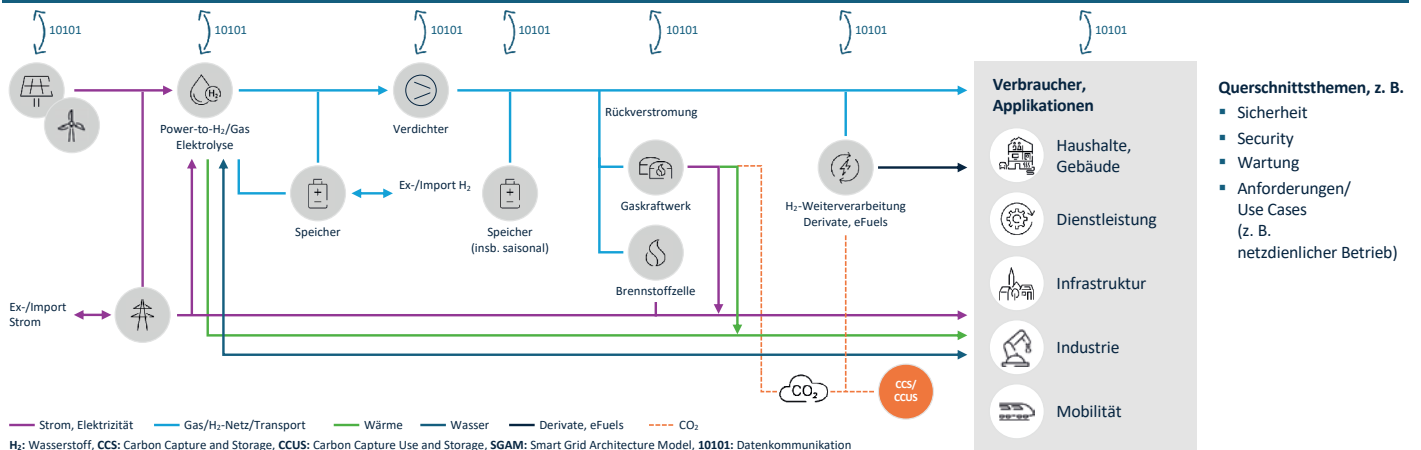 10101
10101
10101
10101
10101
10101
10101
H₂
Power-to-H₂/Gas
Elektrolyse
Verdichter
Rückverstromung
Speicher
Ex-/Import H₂
Speicher
(insb. saisonal)
Gaskraftwerk
Brennstoffzelle
H₂-Weiterverarbeitung
Derivate, eFuels
Ex-/Import
Strom
CO₂
CCS/
CCUS
Verbraucher,
Applikationen
Haushalte,
Gebäude
Dienstleistung
Infrastruktur
Industrie
Mobilität
Querschnittsthemen, z. B.
▪ Sicherheit
▪ Security
▪ Wartung
▪ Anforderungen/
Use Cases
(z. B.
netzdienlicher Betrieb)
Strom, Elektrizität
Gas/H₂-Netz/Transport
Wärme
Wasser
Derivate, eFuels
CO₂
H₂: Wasserstoff, CCS: Carbon Capture and Storage, CCUS: Carbon Capture Use and Storage, SGAM: Smart Grid Architecture Model, 10101: Datenkommunikation